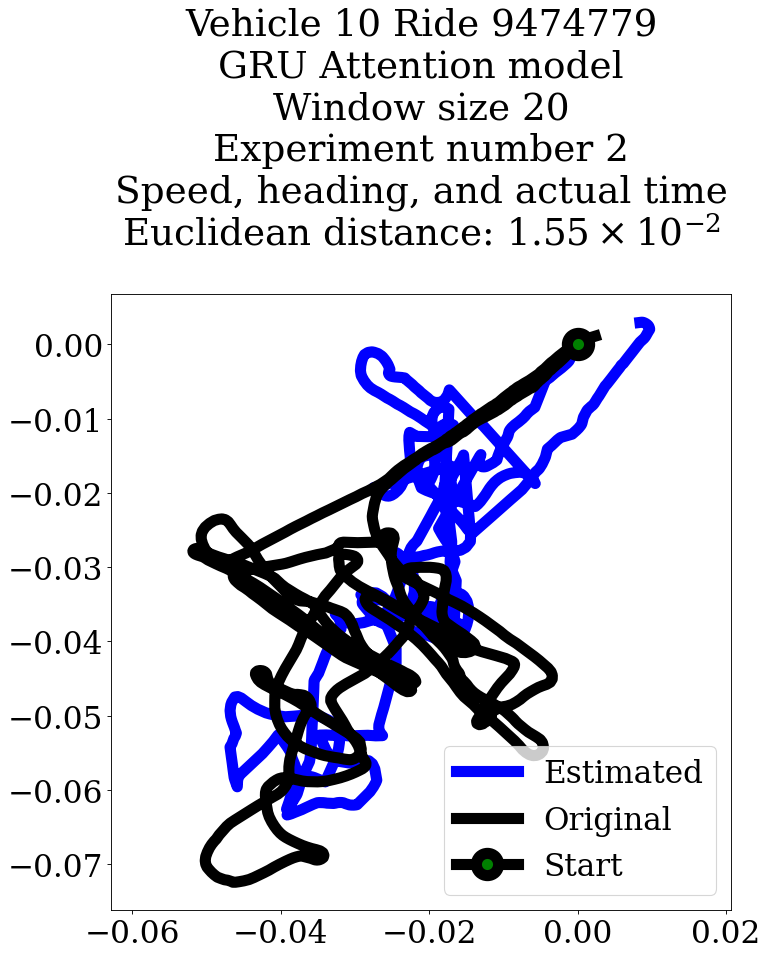 Vehicle 10 Ride 9474779
GRU Attention model
Window size 20
Experiment number 2
Speed, heading, and actual time
Euclidean distance: 1.55 × 10⁻²
0.00
−0.01
−0.02
−0.03
−0.04
−0.05
−0.06
−0.07
Estimated
Original
Start
−0.06
−0.04
−0.02
0.00
0.02